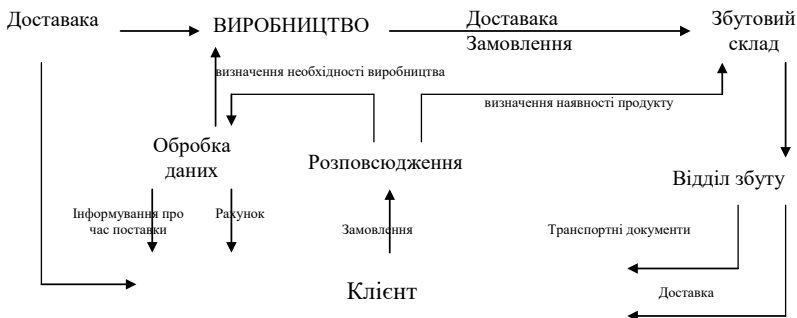 Доставака
ВИРОБНИЦТВО
Доставака
Замовлення
Збутовий
склад
визначення необхідності виробництва
визначення наявності продукту
Обробка
даних
Розповсюдження
Відділ збуту
Інформування про
час поставки
Рахунок
Замовлення
Транспортні документи
Клієнт
Доставка